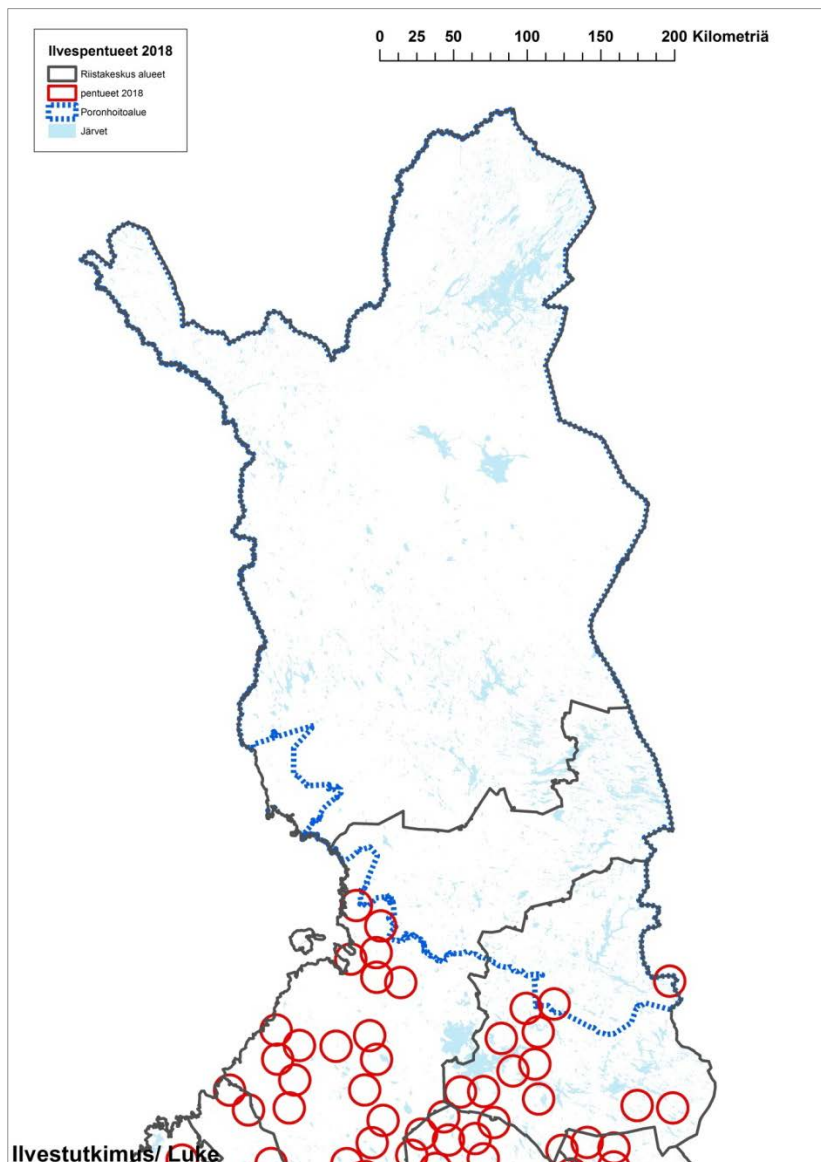 0 25 50 100 150 200 Kilometriä
Ilvespentueet 2018
Riistakeskus alueet
pentueet 2018
Poronhoitoalue
Järvet
Ilvestutkimus/ Luke